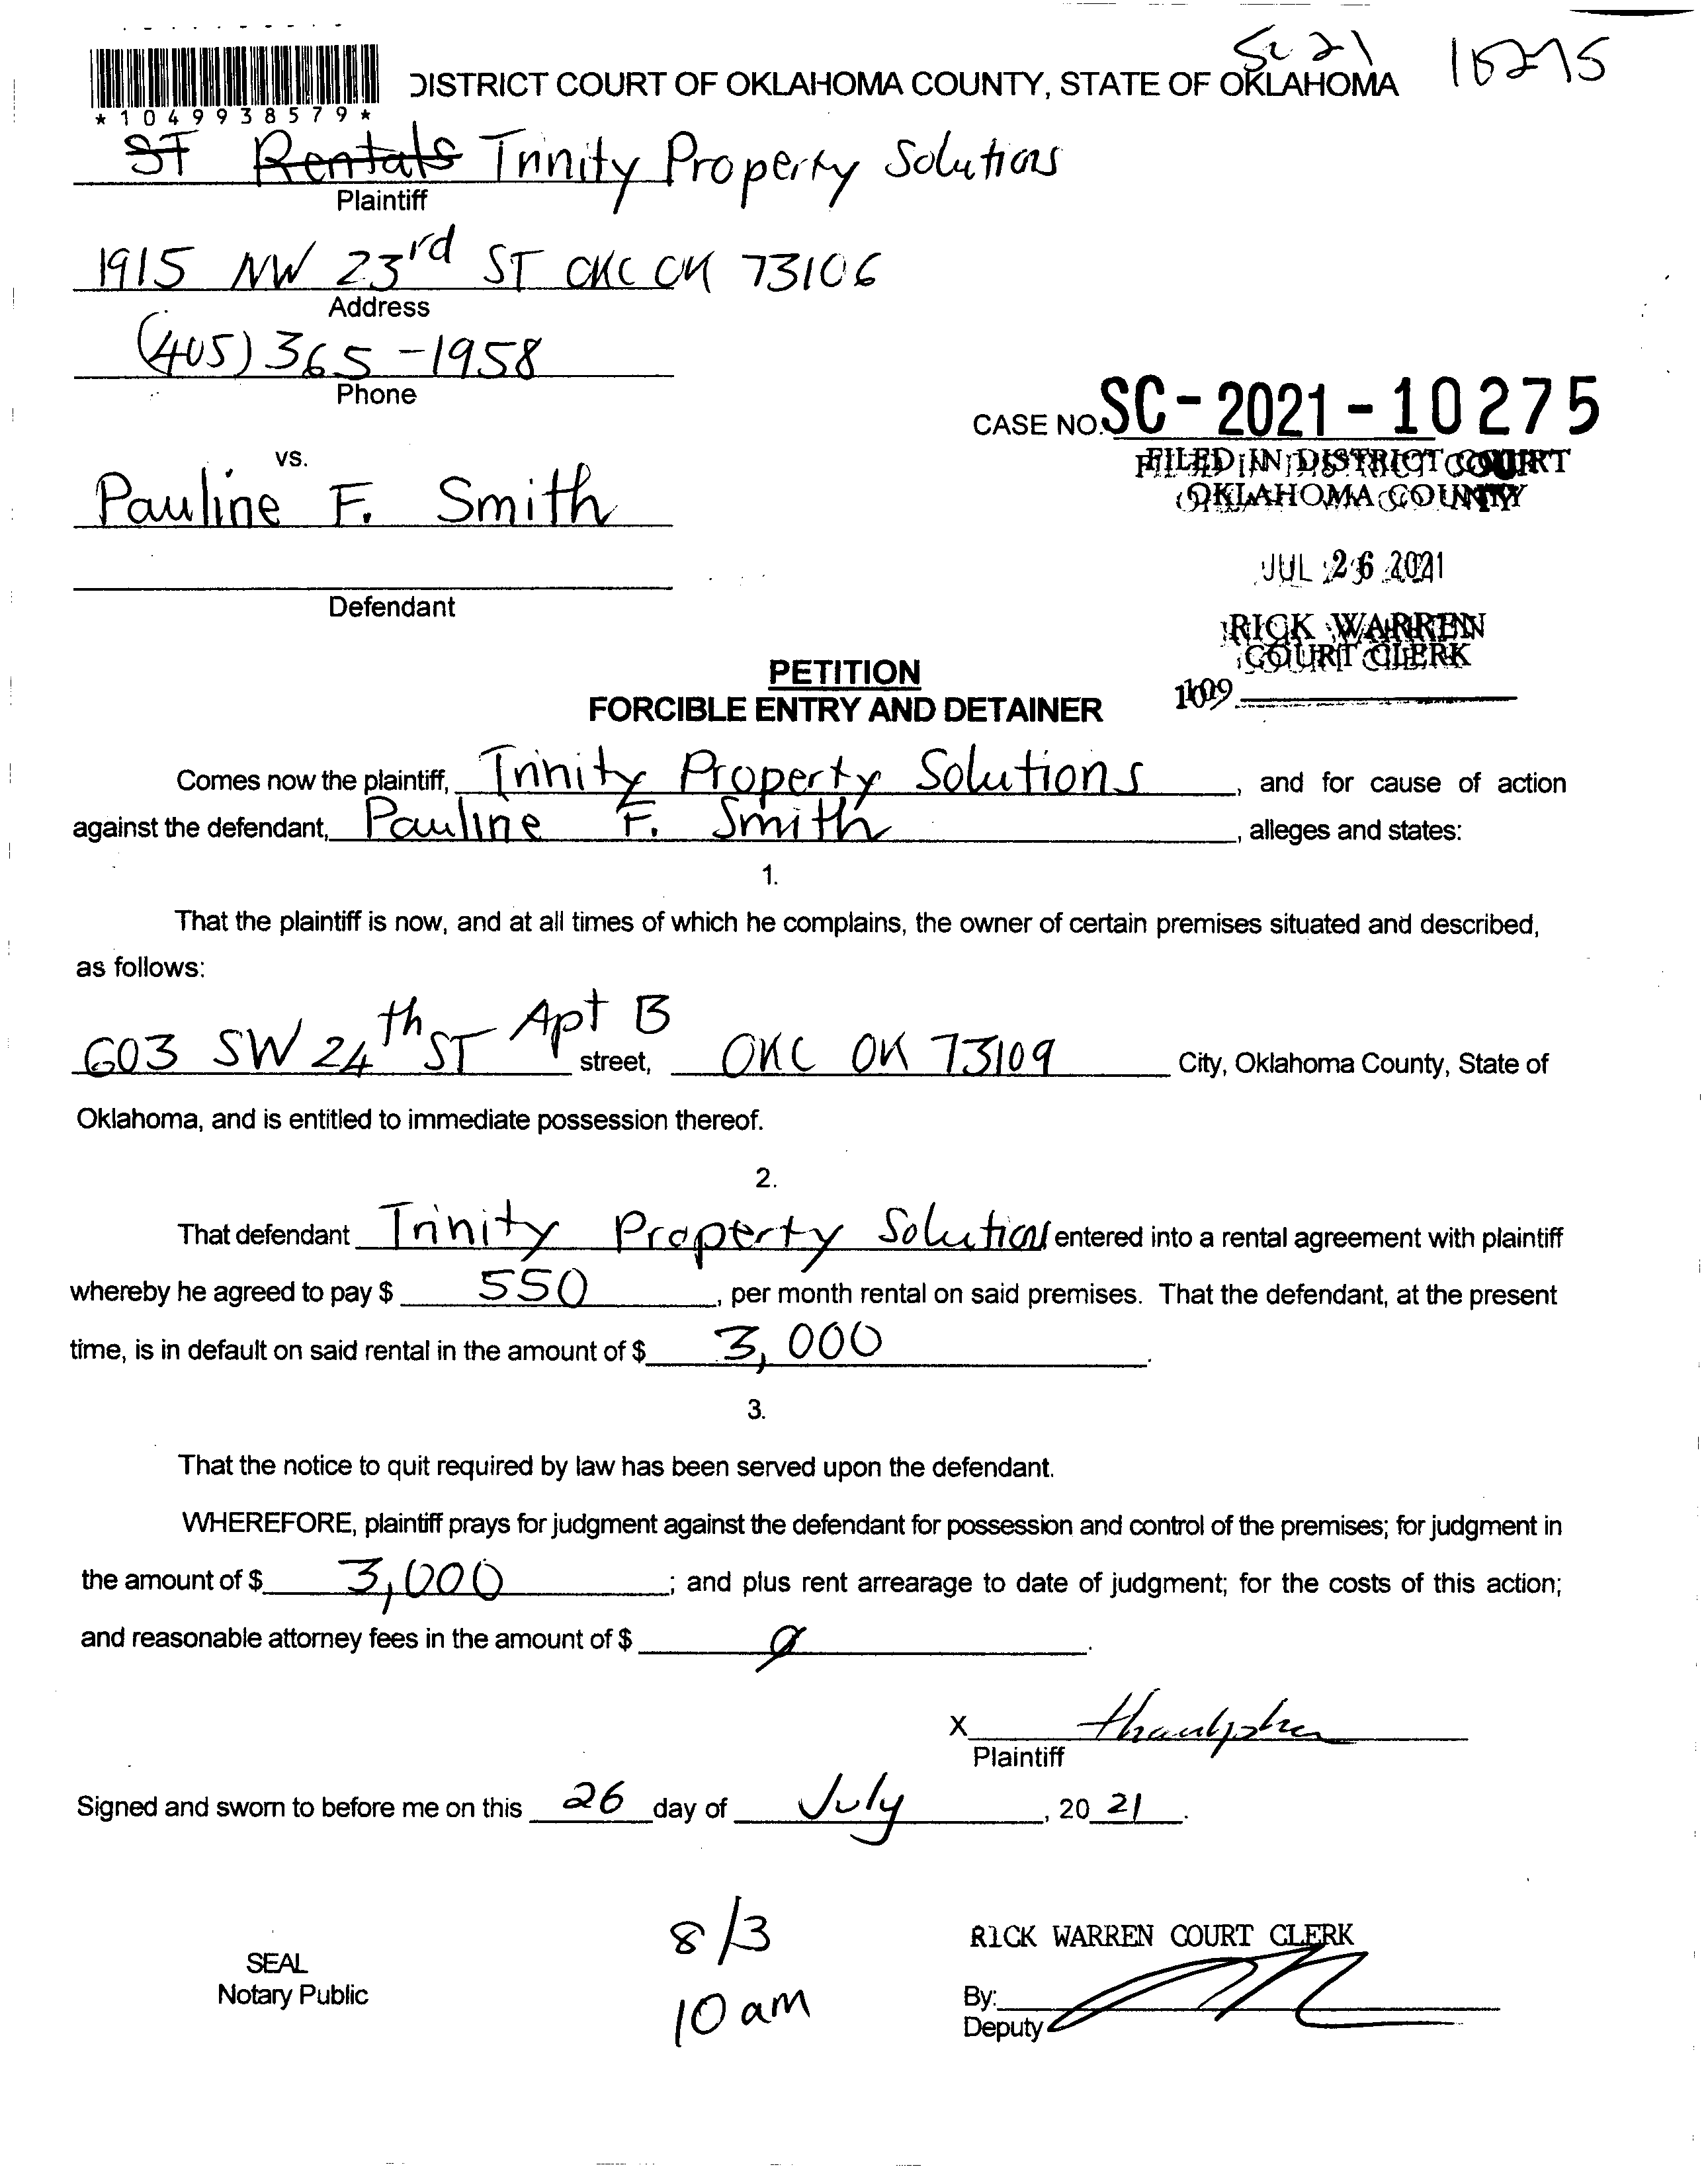 SC 21 10275
DISTRICT COURT OF OKLAHOMA COUNTY, STATE OF OKLAHOMA
*1049938579*
ST Rentals Trinity Property Solutions
Plaintiff
1915 NW 23rd ST OKC OK 73106
Address
(405) 365-1958
Phone
CASE NO. SC-2021-10275
FILED IN DISTRICT COURT
OKLAHOMA COUNTY
vs.
Pauline F. Smith
JUL 26 2021
Defendant
RICK WARREN
COURT CLERK
109
PETITION
FORCIBLE ENTRY AND DETAINER
Comes now the plaintiff, Trinity Property Solutions, and for cause of action
against the defendant, Pauline F. Smith, alleges and states:
1.
That the plaintiff is now, and at all times of which he complains, the owner of certain premises situated and described,
as follows:
603 SW 24th ST Apt B street, OKC OK 73109 City, Oklahoma County, State of
Oklahoma, and is entitled to immediate possession thereof.
2.
That defendant Trinity Property Solutions entered into a rental agreement with plaintiff
whereby he agreed to pay $ 550, per month rental on said premises. That the defendant, at the present
time, is in default on said rental in the amount of $ 3,000.
3.
That the notice to quit required by law has been served upon the defendant.
WHEREFORE, plaintiff prays for judgment against the defendant for possession and control of the premises; for judgment in
the amount of $ 3,000; and plus rent arrearage to date of judgment; for the costs of this action;
and reasonable attorney fees in the amount of $ 0.
X
Plaintiff
Signed and sworn to before me on this 26 day of July, 20 21.
8/3
10 am
SEAL
Notary Public
RICK WARREN COURT CLERK
By:
Deputy